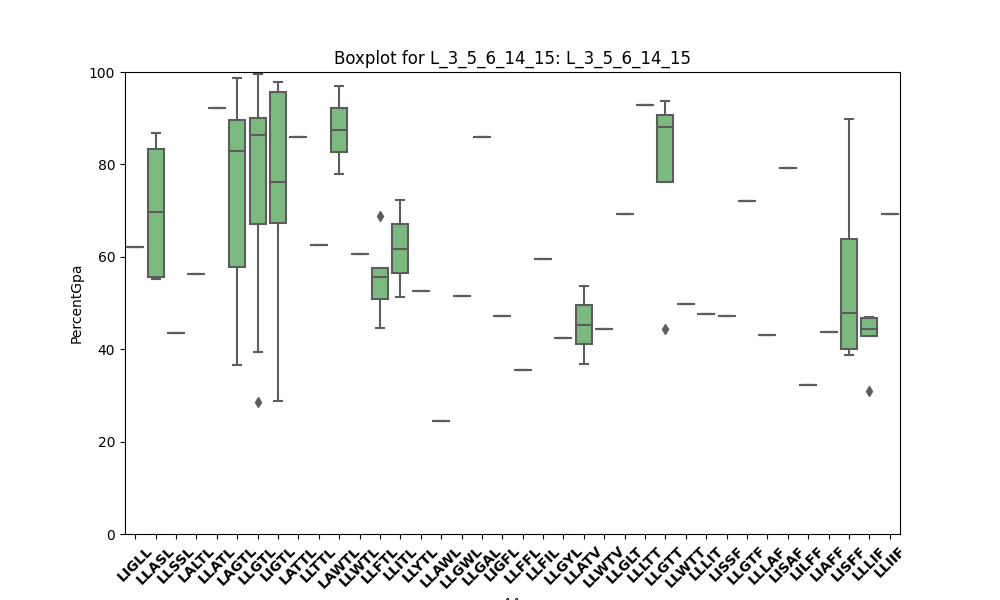 Boxplot for L_3_5_6_14_15: L_3_5_6_14_15
PercentGpa
100
80
60
40
20
0
LIGLL
LLASL
LLSSL
LALTL
LLATL
LAGTL
LLGTL
LIGTL
LATTL
LLTTL
LAWTL
LLWTL
LLFTL
LLITL
LLYTL
LLAWL
LLGWL
LLGAL
LIGFL
LLFFL
LLFIL
LLGYL
LLATV
LLWTV
LLGLT
LLLTT
LLGTT
LLWTT
LLLIT
LISSF
LLGTF
LLLAF
LISAF
LILFF
LIAFF
LISFF
LLLIF
LLIIF